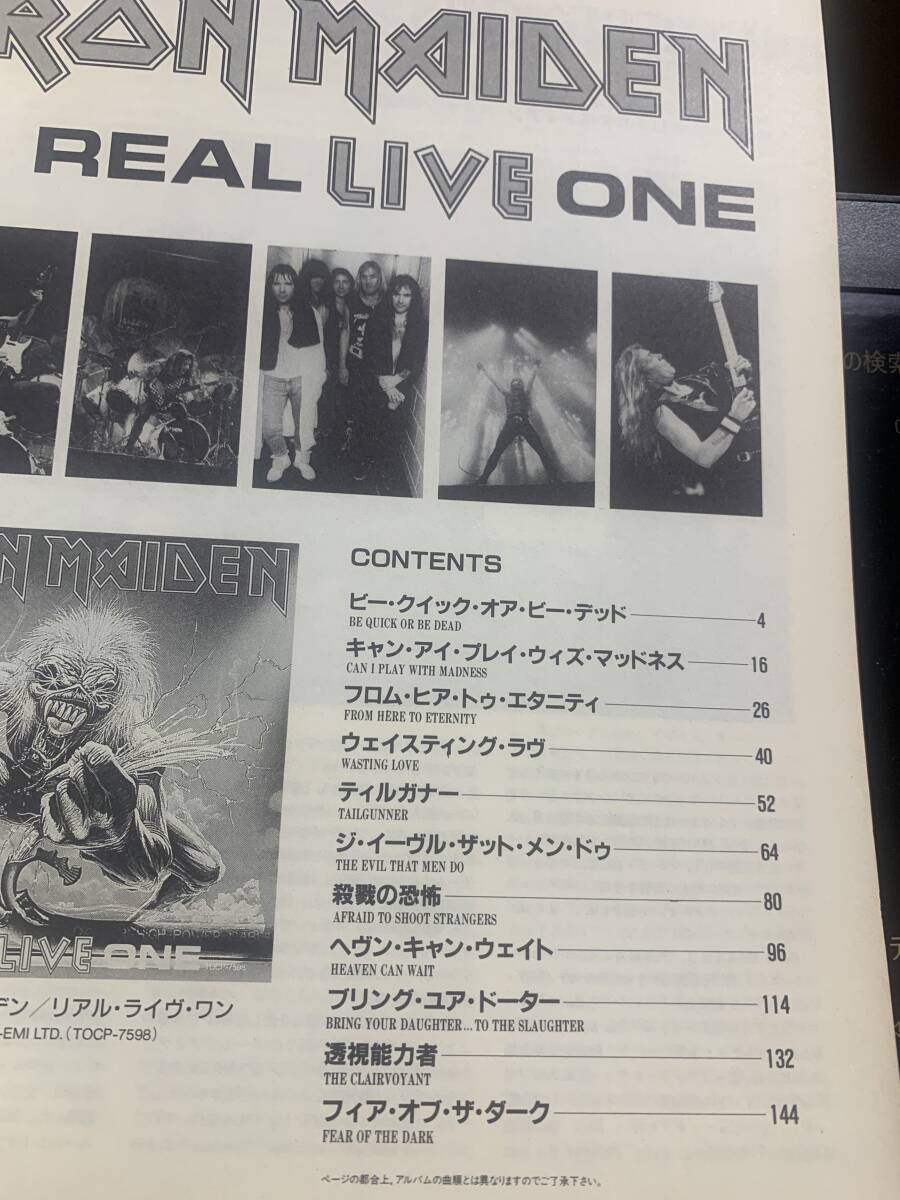 RON MAIDEN
REAL LIVE ONE
N MAIDEN
LIVE ONE
TOCP-7598
デン／リアル・ライヴ・ワン
-EMI LTD. (TOCP-7598)
CONTENTS
ビー・クイック・オア・ビー・デッド 4
BE QUICK OR BE DEAD
キャン・アイ・プレイ・ウィズ・マッドネス 16
CAN I PLAY WITH MADNESS
フロム・ヒア・トゥ・エタニティ 26
FROM HERE TO ETERNITY
ウェイスティング・ラヴ 40
WASTING LOVE
ティルガナー 52
TAILGUNNER
ジ・イーヴル・ザット・メン・ドゥ 64
THE EVIL THAT MEN DO
殺戮の恐怖 80
AFRAID TO SHOOT STRANGERS
ヘヴン・キャン・ウェイト 96
HEAVEN CAN WAIT
ブリング・ユア・ドーター 114
BRING YOUR DAUGHTER...TO THE SLAUGHTER
透視能力者 132
THE CLAIRVOYANT
フィア・オブ・ザ・ダーク 144
FEAR OF THE DARK
ページの都合上，アルバムの曲順とは異なりますのでご了承下さい。
の検索